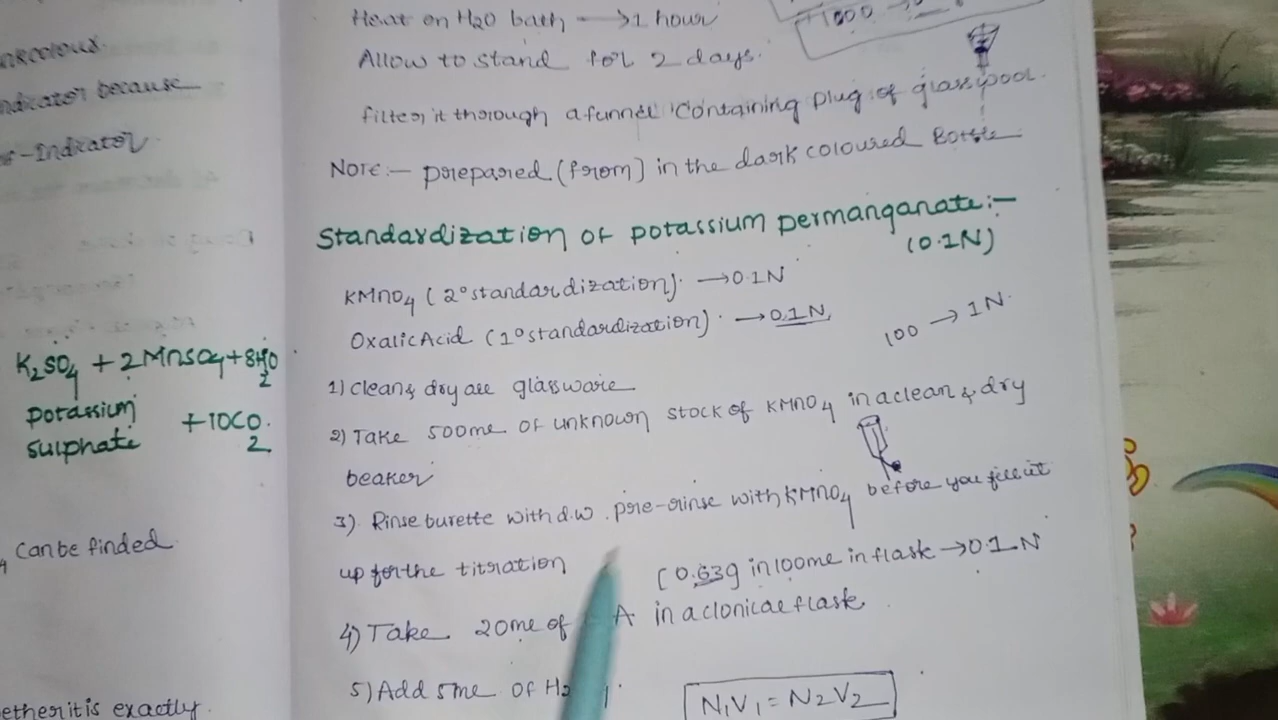 because
Indicator
K2SO4 + 2MnSO4 + 8H2O
potassium
sulphate
+10CO2
Can be finded
it is exactly
Heat on H2O bath → 1 hour
Allow to stand for 2 days.
filter it thorough a funnel containing plug of glasswool.
NOTE:- prepared (from) in the dark coloured Bottle
Standardization of potassium permanganate:-
(0.1N)
KMnO4 (2° standardization). → 0.1N
Oxalic Acid (1° standardization). → 0.1N
100 → 1N.
1) clean & dry all glassware
2) Take 500ml of unknown stock of KMnO4 in a clean & dry
beaker
3) Rinse burette with d.w. pre-rinse with KMnO4 before you fill it
up for the titration
[0.63g in 100ml in flask → 0.1N
4) Take 20ml of A in a clonical flask.
5) Add 5ml of H2
N1V1 = N2V2